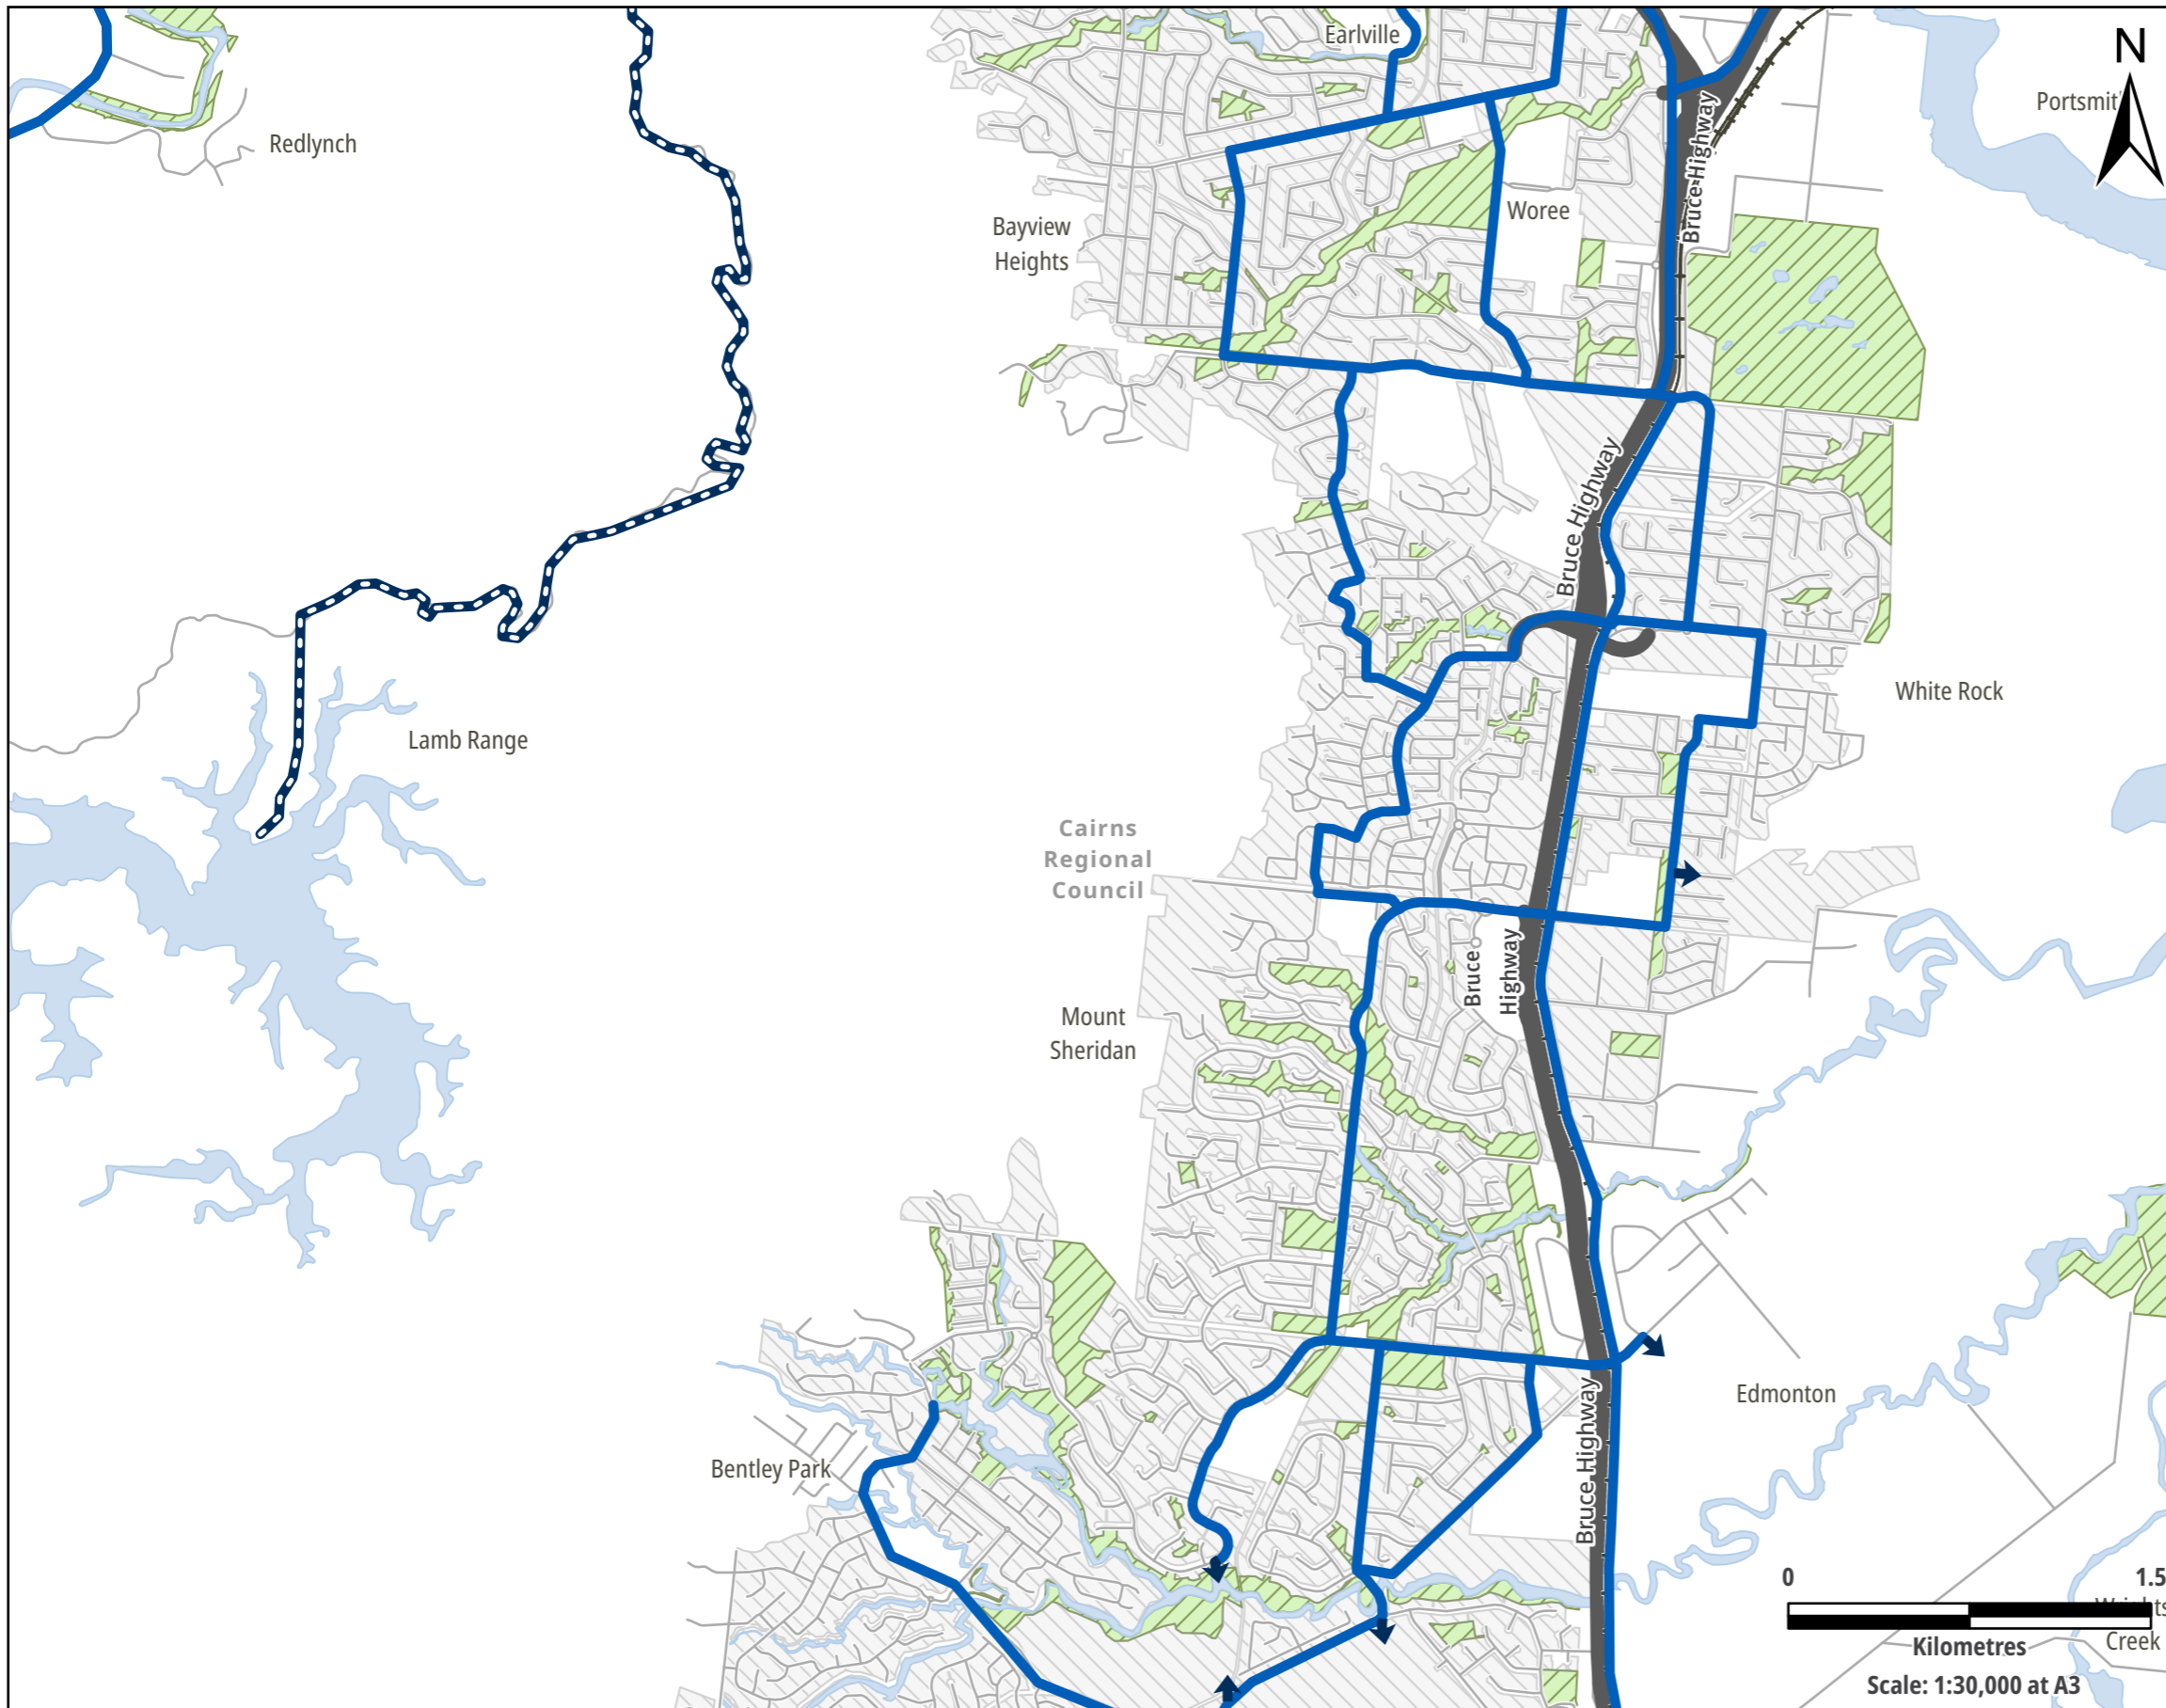 Earlville
N
Redlynch
Portsmit
Bruce Highway
Bayview
Heights
Woree
Bruce Highway
White Rock
Lamb Range
Cairns
Regional
Council
Bruce
Highway
Mount
Sheridan
Edmonton
Bruce Highway
Bentley Park
0
1.5
Creek
Kilometres
Scale: 1:30,000 at A3